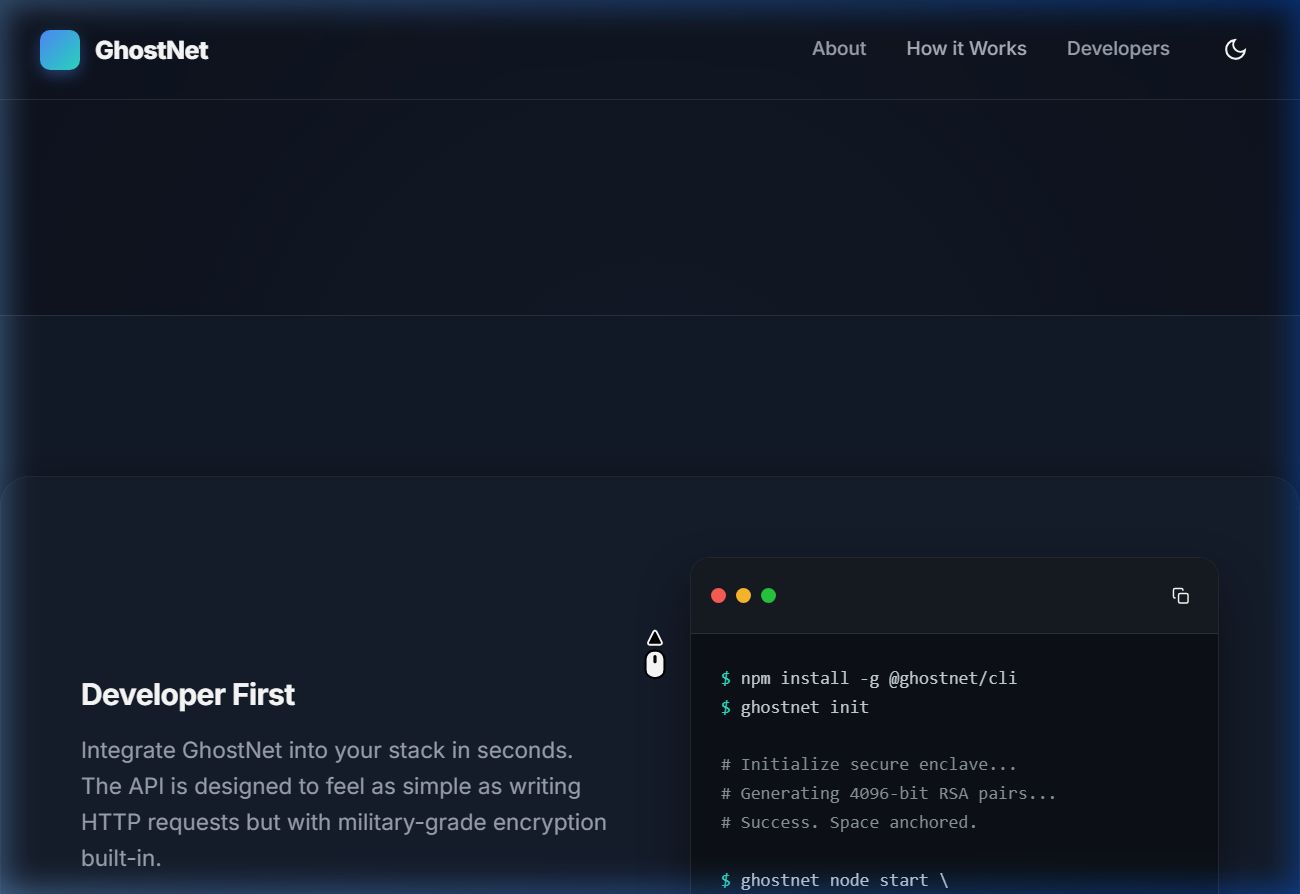 GhostNet
About
How it Works
Developers
Developer First
Integrate GhostNet into your stack in seconds.
The API is designed to feel as simple as writing
HTTP requests but with military-grade encryption
built-in.
$ npm install -g @ghostnet/cli
$ ghostnet init
# Initialize secure enclave...
# Generating 4096-bit RSA pairs...
# Success. Space anchored.
$ ghostnet node start \